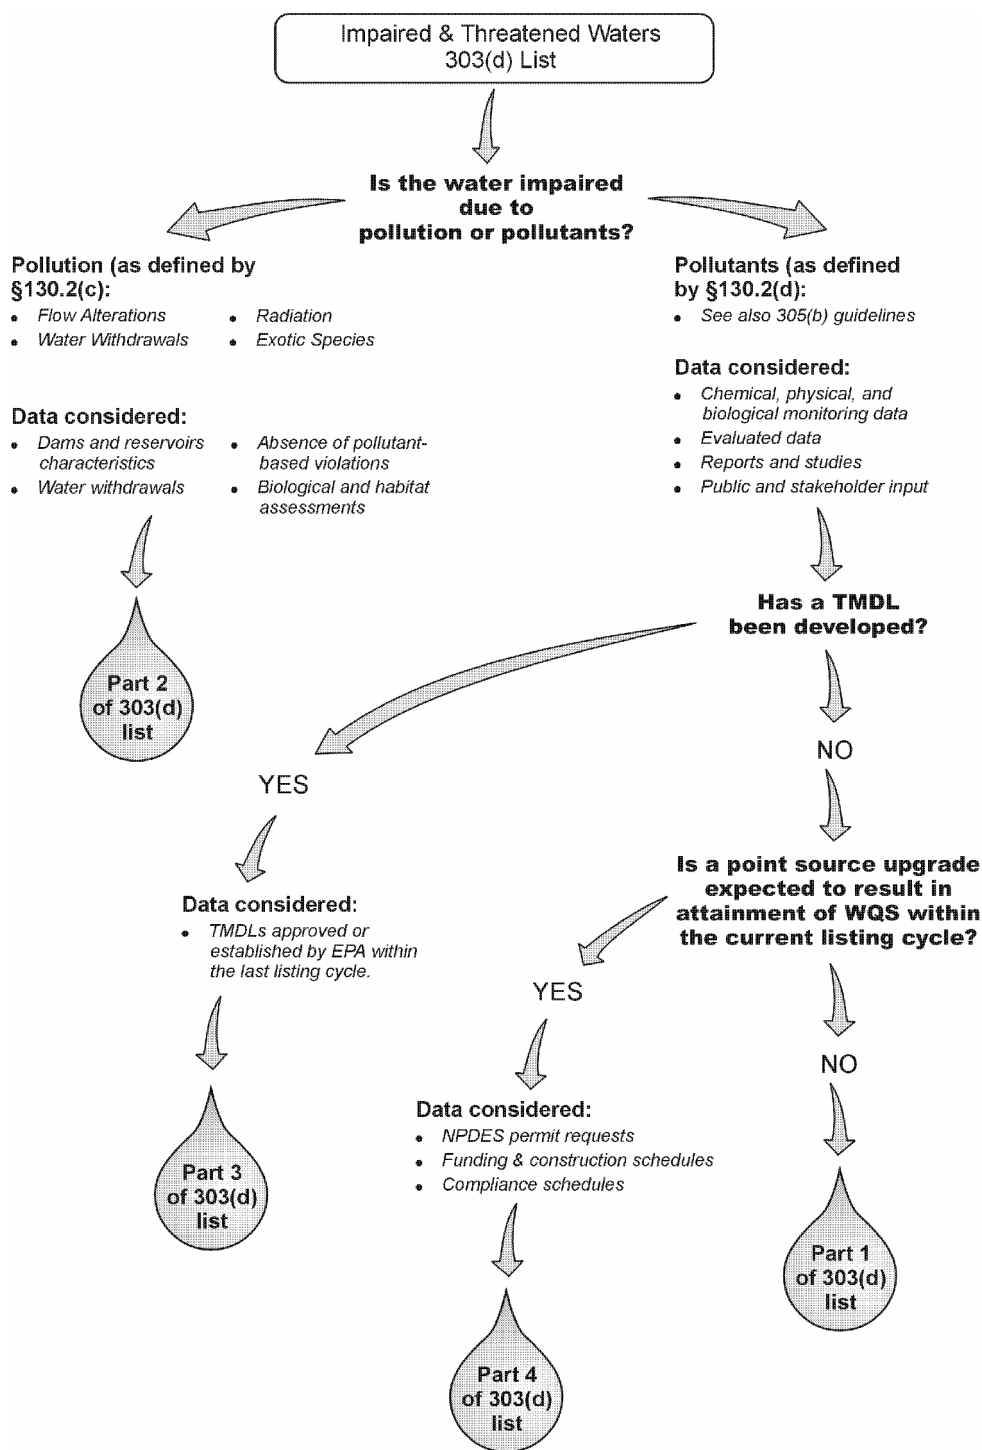 Impaired & Threatened Waters
303(d) List
Is the water impaired
due to
pollution or pollutants?
Pollution (as defined by
§130.2(c):
• Flow Alterations
• Water Withdrawals
• Radiation
• Exotic Species
Data considered:
• Dams and reservoirs
characteristics
• Water withdrawals
• Absence of pollutant-
based violations
• Biological and habitat
assessments
Part 2
of 303(d)
list
Pollutants (as defined
by §130.2(d):
• See also 305(b) guidelines
Data considered:
• Chemical, physical, and
biological monitoring data
• Evaluated data
• Reports and studies
• Public and stakeholder input
Has a TMDL
been developed?
YES
Data considered:
• TMDLs approved or
established by EPA within
the last listing cycle.
Part 3
of 303(d)
list
NO
Is a point source upgrade
expected to result in
attainment of WQS within
the current listing cycle?
YES
Data considered:
• NPDES permit requests
• Funding & construction schedules
• Compliance schedules
Part 4
of 303(d)
list
NO
Part 1
of 303(d)
list